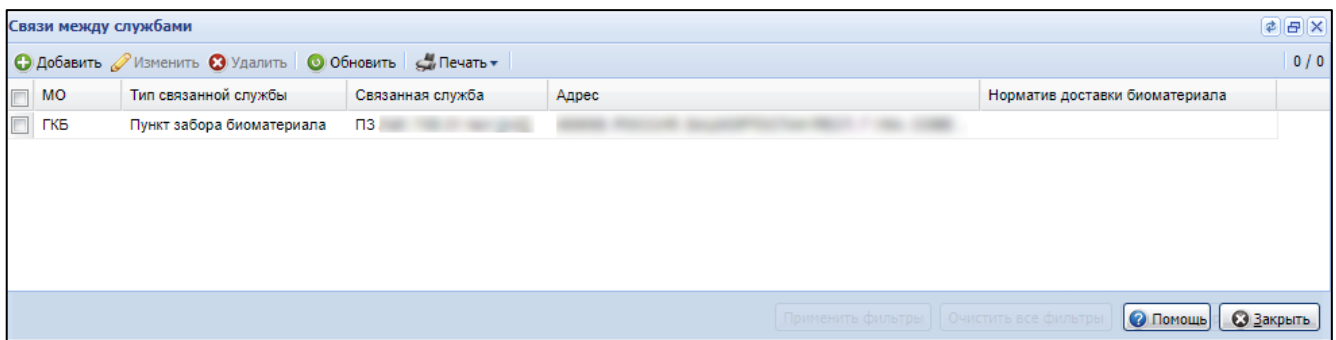 Связи между службами
Добавить Изменить Удалить Обновить Печать 0 / 0
МО Тип связанной службы Связанная служба Адрес Норматив доставки биоматериала
ГКБ Пункт забора биоматериала ПЗ
Применить фильтры Очистить все фильтры Помощь Закрыть